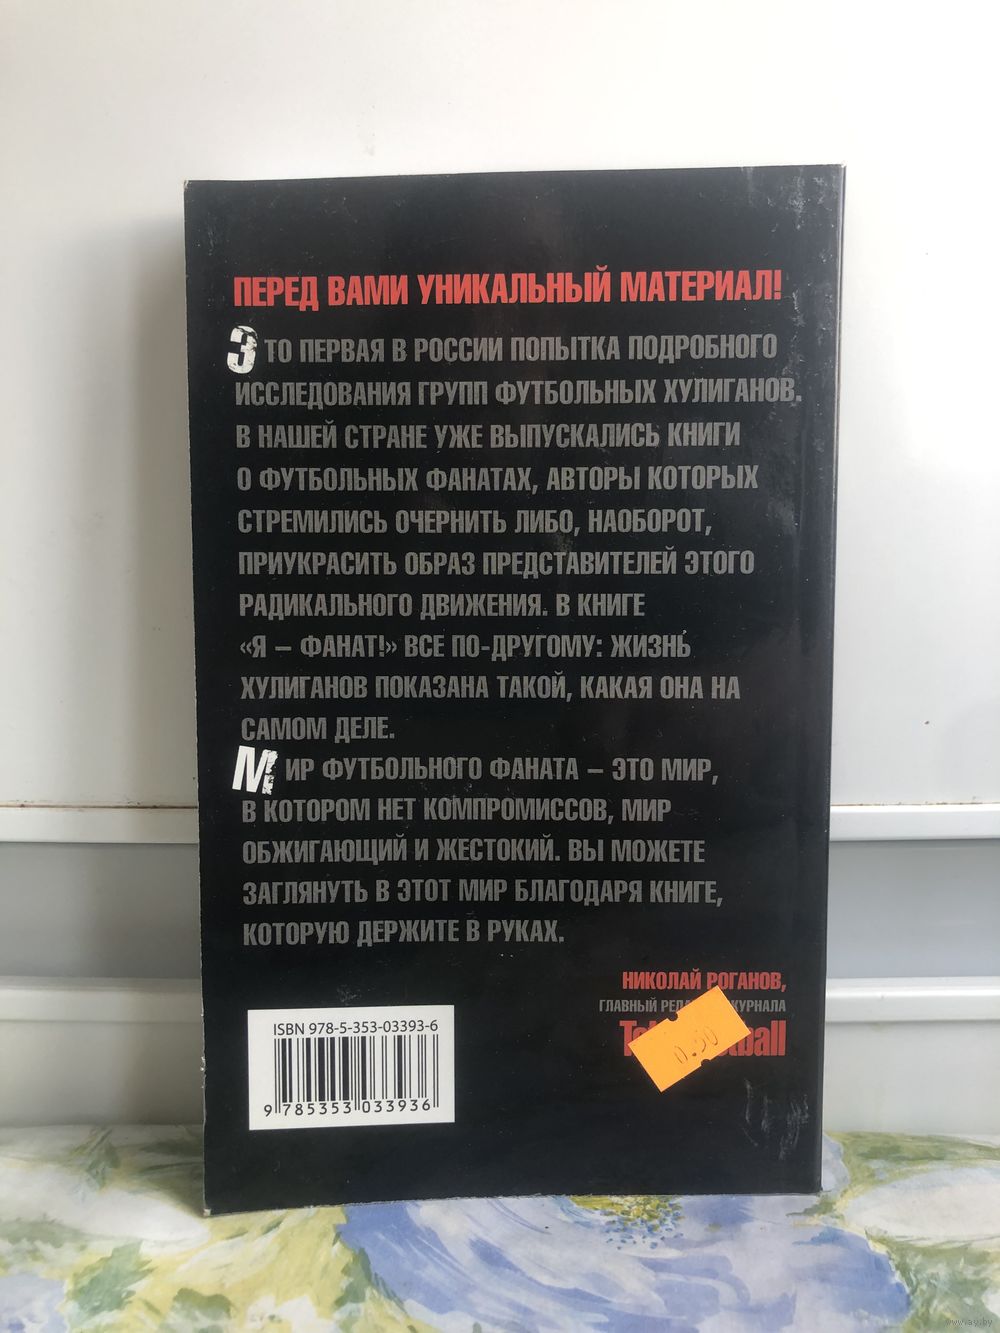 ПЕРЕД ВАМИ УНИКАЛЬНЫЙ МАТЕРИАЛ!
ЭТО ПЕРВАЯ В РОССИИ ПОПЫТКА ПОДРОБНОГО
ИССЛЕДОВАНИЯ ГРУПП ФУТБОЛЬНЫХ ХУЛИГАНОВ.
В НАШЕЙ СТРАНЕ УЖЕ ВЫПУСКАЛИСЬ КНИГИ
О ФУТБОЛЬНЫХ ФАНАТАХ, АВТОРЫ КОТОРЫХ
СТРЕМИЛИСЬ ОЧЕРНИТЬ ЛИБО, НАОБОРОТ,
ПРИУКРАСИТЬ ОБРАЗ ПРЕДСТАВИТЕЛЕЙ ЭТОГО
РАДИКАЛЬНОГО ДВИЖЕНИЯ. В КНИГЕ
«Я – ФАНАТ!» ВСЕ ПО-ДРУГОМУ: ЖИЗНЬ
ХУЛИГАНОВ ПОКАЗАНА ТАКОЙ, КАКАЯ ОНА НА
САМОМ ДЕЛЕ.
МИР ФУТБОЛЬНОГО ФАНАТА – ЭТО МИР,
В КОТОРОМ НЕТ КОМПРОМИССОВ, МИР
ОБЖИГАЮЩИЙ И ЖЕСТОКИЙ. ВЫ МОЖЕТЕ
ЗАГЛЯНУТЬ В ЭТОТ МИР БЛАГОДАРЯ КНИГЕ,
КОТОРУЮ ДЕРЖИТЕ В РУКАХ.
НИКОЛАЙ РОГАНОВ,
ГЛАВНЫЙ ЖУРНАЛА
ISBN 978-5-353-03393-6
9 785353 033936
www.ay.by